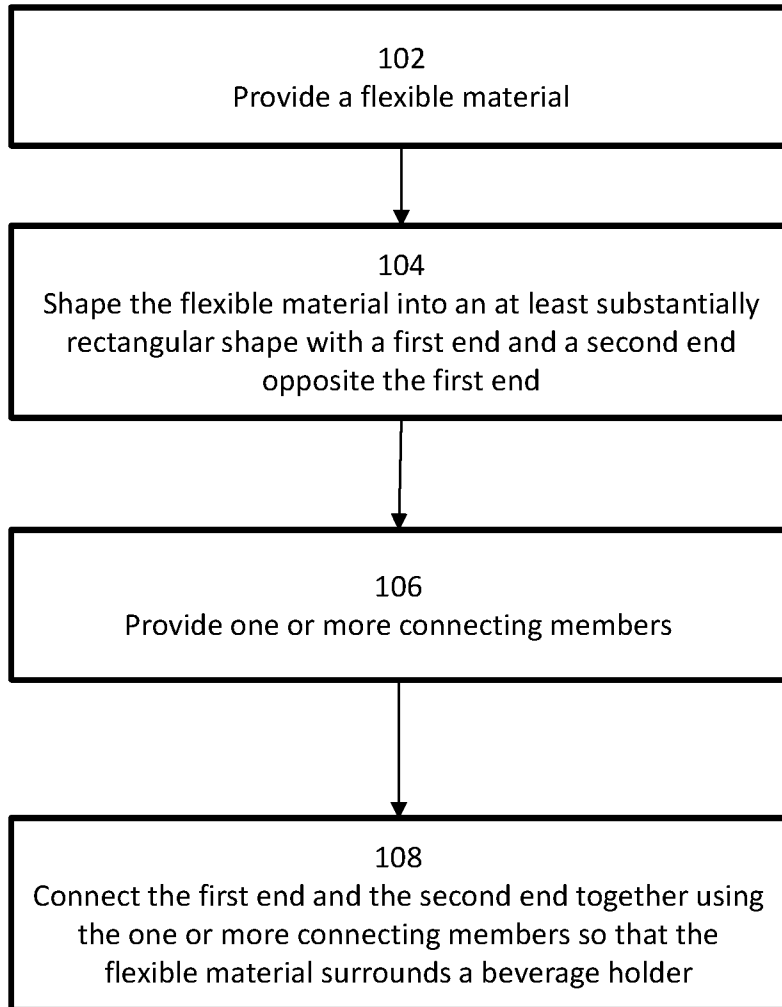 102
Provide a flexible material
104
Shape the flexible material into an at least substantially
rectangular shape with a first end and a second end
opposite the first end
106
Provide one or more connecting members
108
Connect the first end and the second end together using
the one or more connecting members so that the
flexible material surrounds a beverage holder